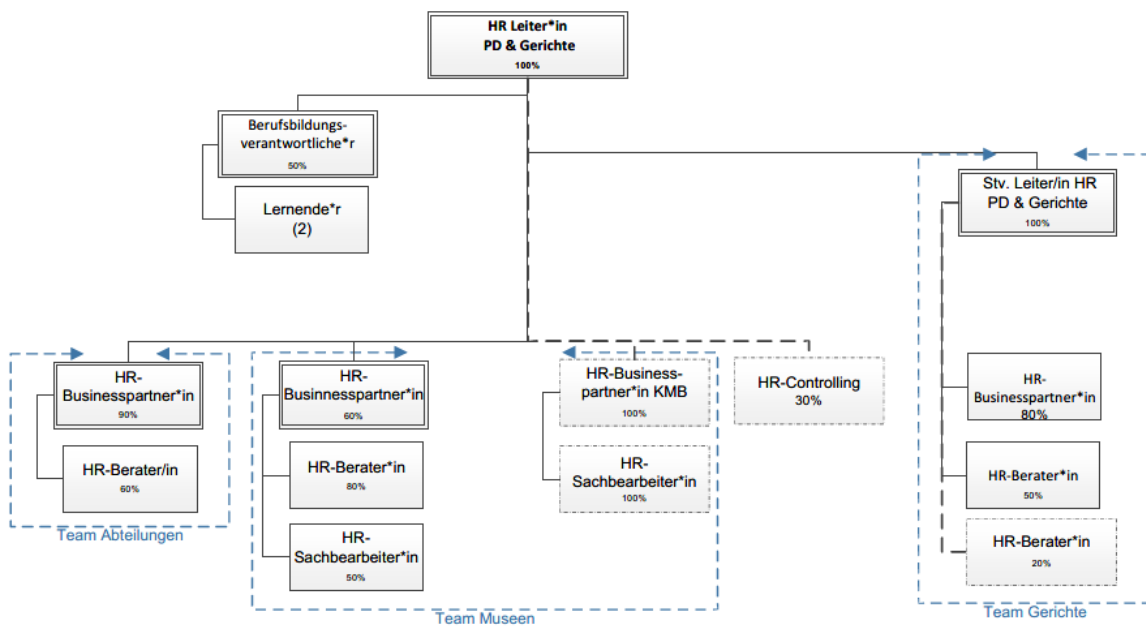 HR Leiter*in
PD & Gerichte
100%
Berufsbildungs-
verantwortliche*r
50%
Lernende*r
(2)
Stv. Leiter/in HR
PD & Gerichte
100%
HR-
Businesspartner*in
90%
HR-Berater/in
60%
Team Abteilungen
HR-
Businnesspartner*in
60%
HR-Berater*in
80%
HR-
Sachbearbeiter*in
50%
HR-Business-
partner*in KMB
100%
HR-
Sachbearbeiter*in
100%
Team Museen
HR-Controlling
30%
HR-
Businesspartner*in
80%
HR-Berater*in
50%
HR-Berater*in
20%
Team Gerichte